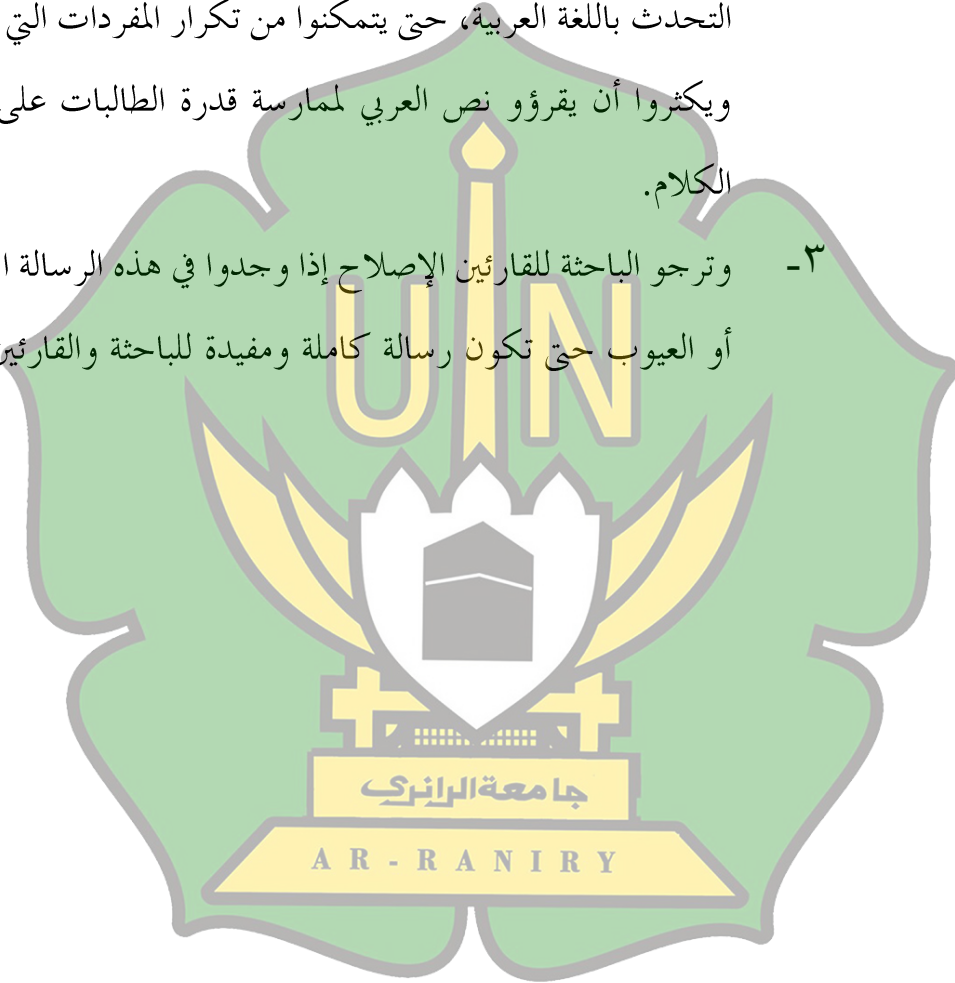 التحدث باللغة العربية، حتى يتمكنوا من تكرار المفردات التي
ويكثروا أن يقرؤو نص العربي لممارسة قدرة الطالبات على
الكلام.
٣- وترجو الباحثة للقارئين الإصلاح إذا وجدوا في هذه الرسالة
أو العيوب حتى تكون رسالة كاملة ومفيدة للباحثة والقارئين
UIN
جامعة الرانري
AR-RANIRY